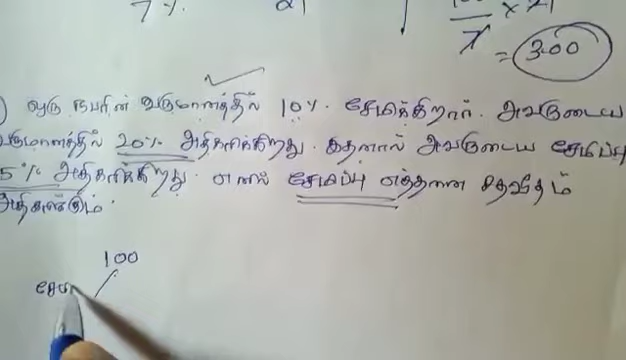 7%
100/7 × 21
= 300
ஒரு நபரின் வருமானத்தில் 10% சேமிக்கிறார். அவருடைய
வருமானத்தில் 20% அதிகரிக்கிறது. இதனால் அவருடைய சேமிப்பு
5% அதிகரிக்கிறது. எனில் சேமிப்பு எத்தனை சதவீதம்
அதிகரிக்கும்.
100
சேமி